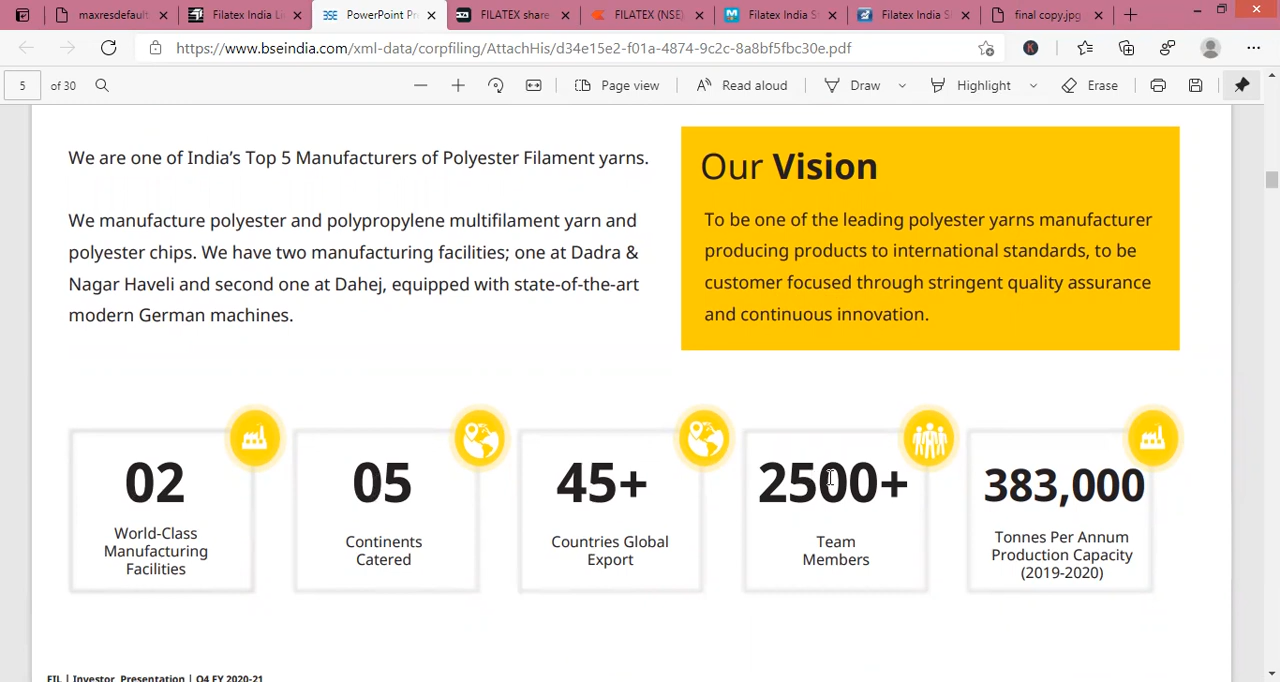 maxresdefault
Filatex India Li
PowerPoint Pr
FILATEX share
FILATEX (NSE)
Filatex India S
Filatex India S
final copy.jpg
https://www.bseindia.com/xml-data/corpfiling/AttachHis/d34e15e2-f01a-4874-9c2c-8a8bf5fbc30e.pdf
5 of 30
Page view
Read aloud
Draw
Highlight
Erase
We are one of India's Top 5 Manufacturers of Polyester Filament yarns.
We manufacture polyester and polypropylene multifilament yarn and
polyester chips. We have two manufacturing facilities; one at Dadra &
Nagar Haveli and second one at Dahej, equipped with state-of-the-art
modern German machines.
Our Vision
To be one of the leading polyester yarns manufacturer
producing products to international standards, to be
customer focused through stringent quality assurance
and continuous innovation.
02
World-Class
Manufacturing
Facilities
05
Continents
Catered
45+
Countries Global
Export
2500+
Team
Members
383,000
Tonnes Per Annum
Production Capacity
(2019-2020)
FIL | Investor Presentation | Q4 FY 2020-21